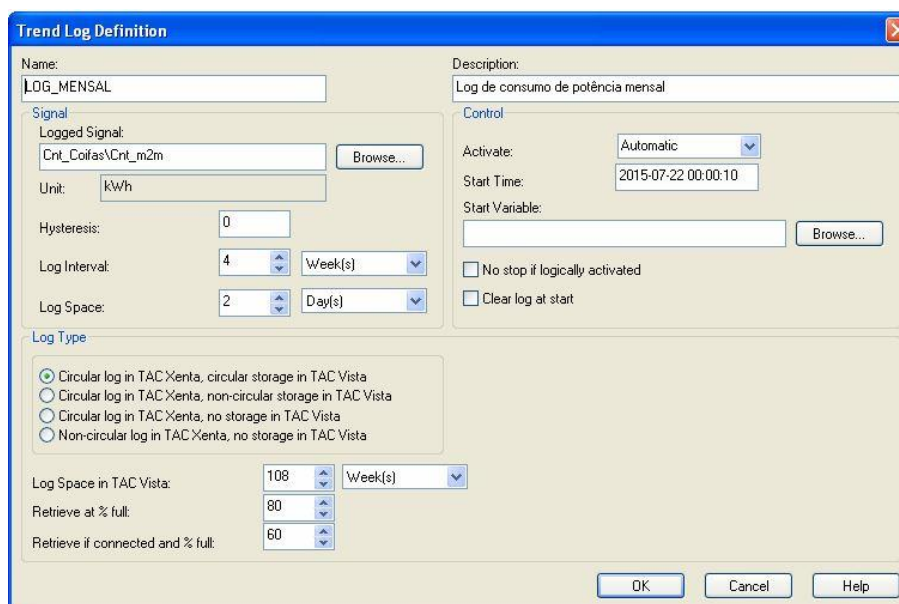 Trend Log Definition
Name:
LOG_MENSAL
Description:
Log de consumo de potência mensal
Signal
Logged Signal:
Cnt_Coifas\Cnt_m2m
Browse...
Unit:
kWh
Hysteresis:
0
Log Interval:
4
Week(s)
Log Space:
2
Day(s)
Control
Activate:
Automatic
Start Time:
2015-07-22 00:00:10
Start Variable:
Browse...
No stop if logically activated
Clear log at start
Log Type
Circular log in TAC Xenta, circular storage in TAC Vista
Circular log in TAC Xenta, non-circular storage in TAC Vista
Circular log in TAC Xenta, no storage in TAC Vista
Non-circular log in TAC Xenta, no storage in TAC Vista
Log Space in TAC Vista:
108
Week(s)
Retrieve at % full:
80
Retrieve if connected and % full:
60
OK
Cancel
Help